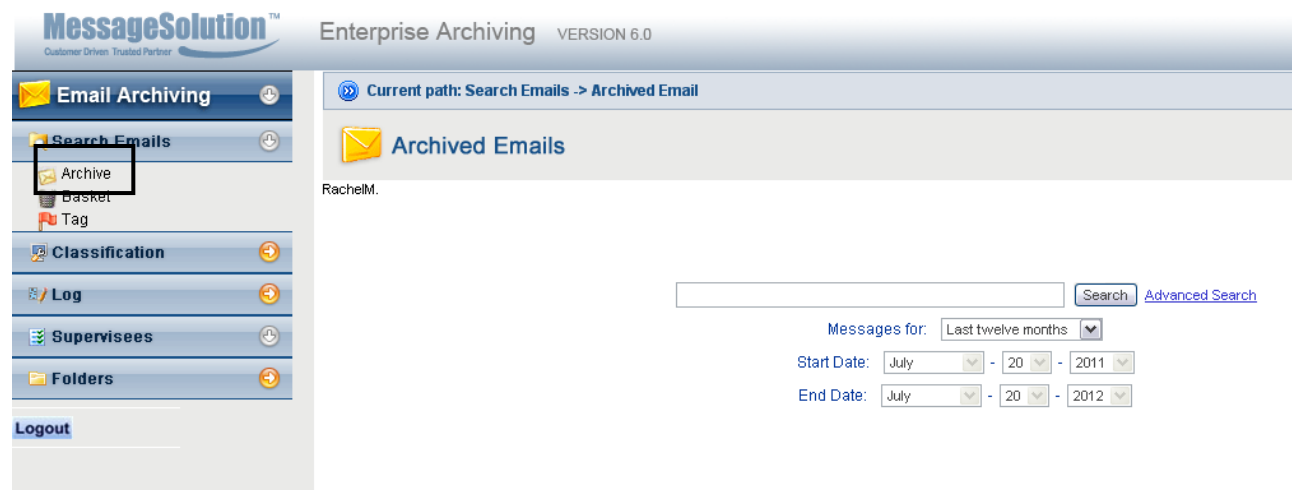 MessageSolution™
Customer Driven Trusted Partner
Enterprise Archiving VERSION 6.0
Email Archiving
Current path: Search Emails -> Archived Email
Search Emails
Archived Emails
Archive
Basket
Tag
RachelM.
Classification
Log
Supervisees
Folders
Logout
Search Advanced Search
Messages for: Last twelve months
Start Date: July - 20 - 2011
End Date: July - 20 - 2012